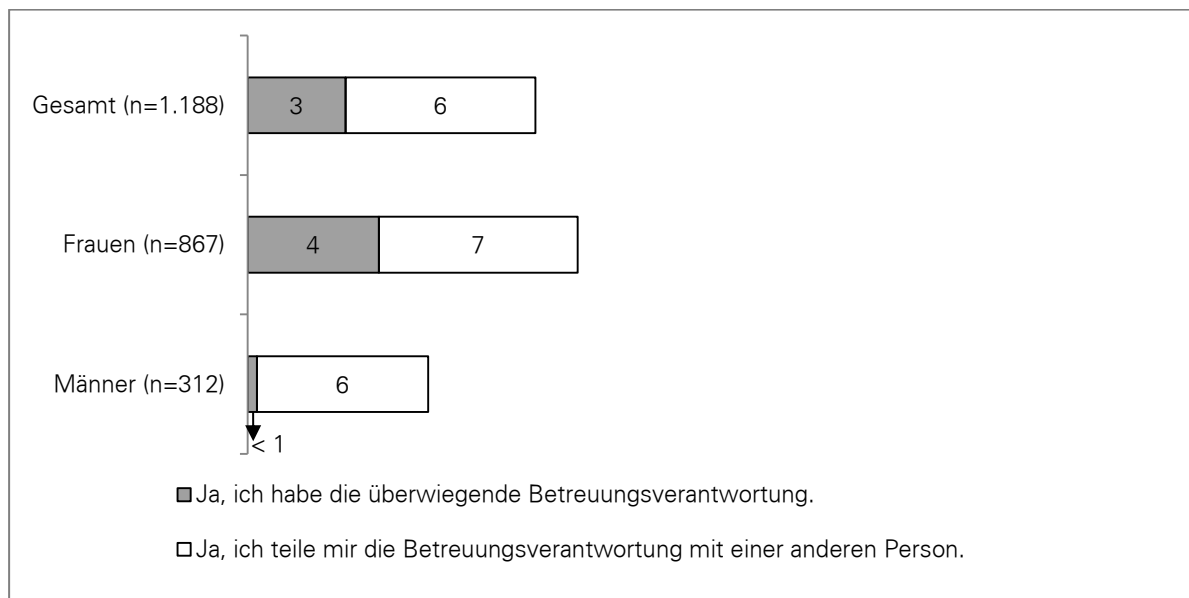 Gesamt (n=1.188) 3 6
Frauen (n=867) 4 7
Männer (n=312) 6
< 1
Ja, ich habe die überwiegende Betreuungsverantwortung.
Ja, ich teile mir die Betreuungsverantwortung mit einer anderen Person.